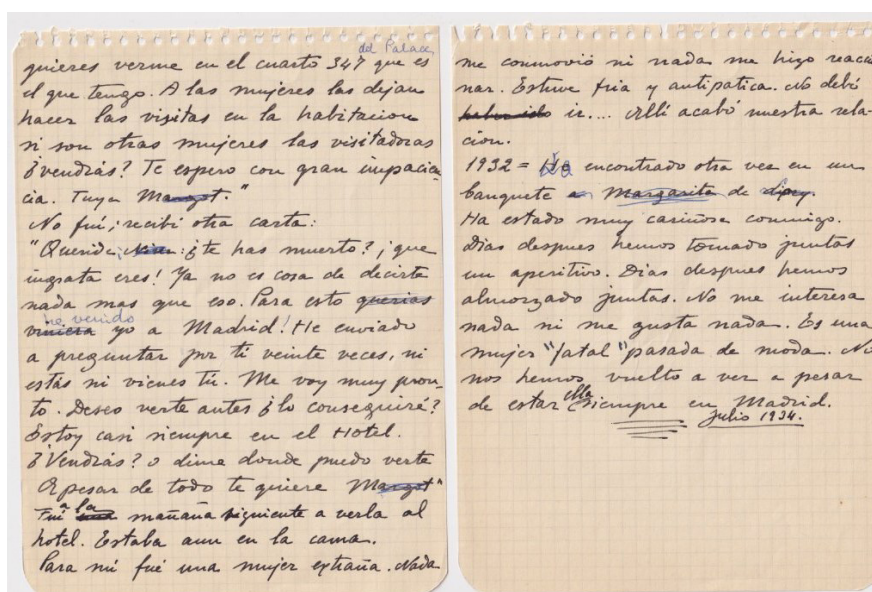 del Palace
quieres verme en el cuarto 347 que es
el que tengo. A las mujeres las dejan
hacer las visitas en la habitacion
si son otras mujeres las visitadoras
¿vendrás? Te espero con gran impacien-
cia. Tuya Margot."
No fuí; recibí otra carta:
"Querida : ¿te has muerto? ¡que
ingrata eres! Ya no es cosa de decirte
nada mas que eso. Para esto querias
he venido
viniera yo a Madrid! He enviado
a preguntar por ti veinte veces, ni
estás ni vienes tú. Me voy muy pron-
to. Deseo verte antes ¿lo conseguiré?
Estoy casi siempre en el Hotel.
¿Vendrás? o dime donde puedo verte
Apesar de todo te quiere Margot"
Fui a la mañana siguiente a verla al
hotel. Estaba aun en la cama.
Para mí fué una mujer extraña. Nada
me conmovió ni nada me hizo reaccio
nar. Estuve fria y antipatica. No debó
haber ido ir.... Allí acabó nuestra rela-
ción.
1932 = He encontrado otra vez en un
banquete a Margarita de
Ha estado muy cariñosa conmigo.
Dias despues hemos tomado juntas
un aperitivo. Dias despues hemos
almorzado juntas. No me interesa
nada ni me gusta nada. Es una
mujer "fatal" pasada de moda. No
nos hemos vuelto a ver a pesar
de estar ella siempre en Madrid.
Julio 1934.